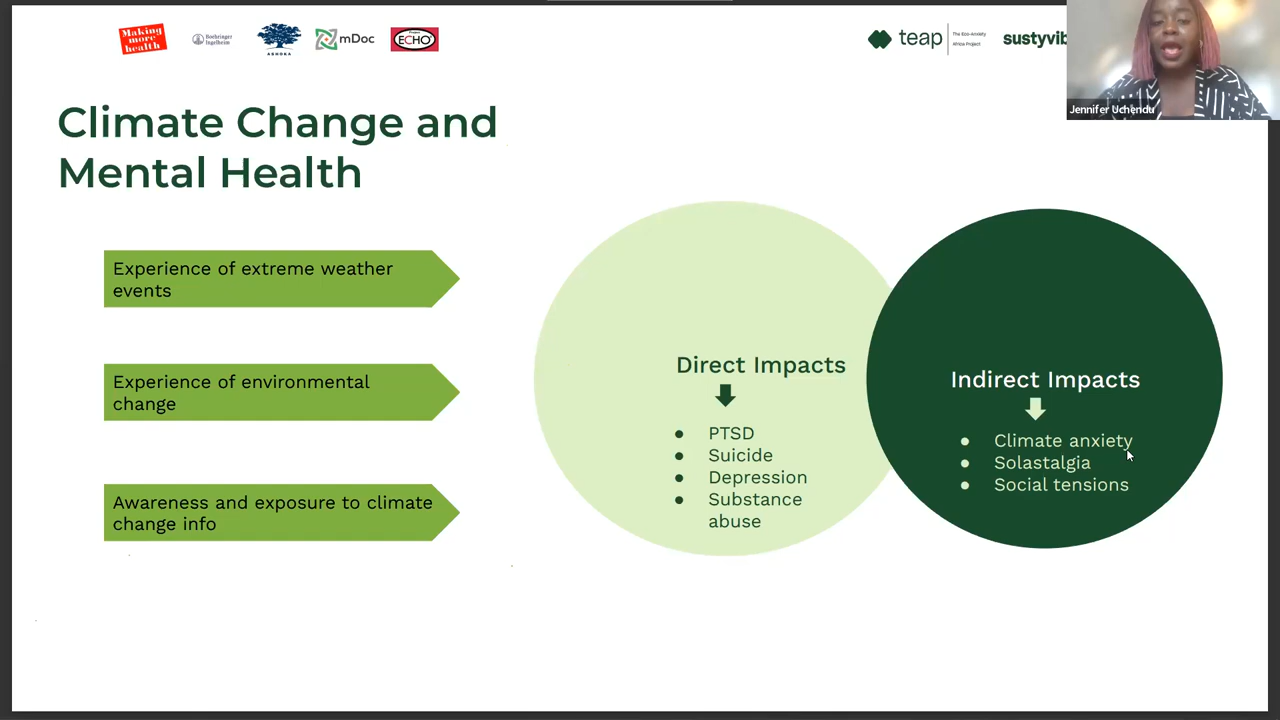 Making
more
health
Boehringer
Ingelheim
ASHOKA
mDoc
Project
ECHO
teap
The Eco-Anxiety
Africa Project
sustyvib
Jennifer Uchendu
Climate Change and
Mental Health
Experience of extreme weather
events
Experience of environmental
change
Awareness and exposure to climate
change info
Direct Impacts
• PTSD
• Suicide
• Depression
• Substance
abuse
Indirect Impacts
• Climate anxiety
• Solastalgia
• Social tensions